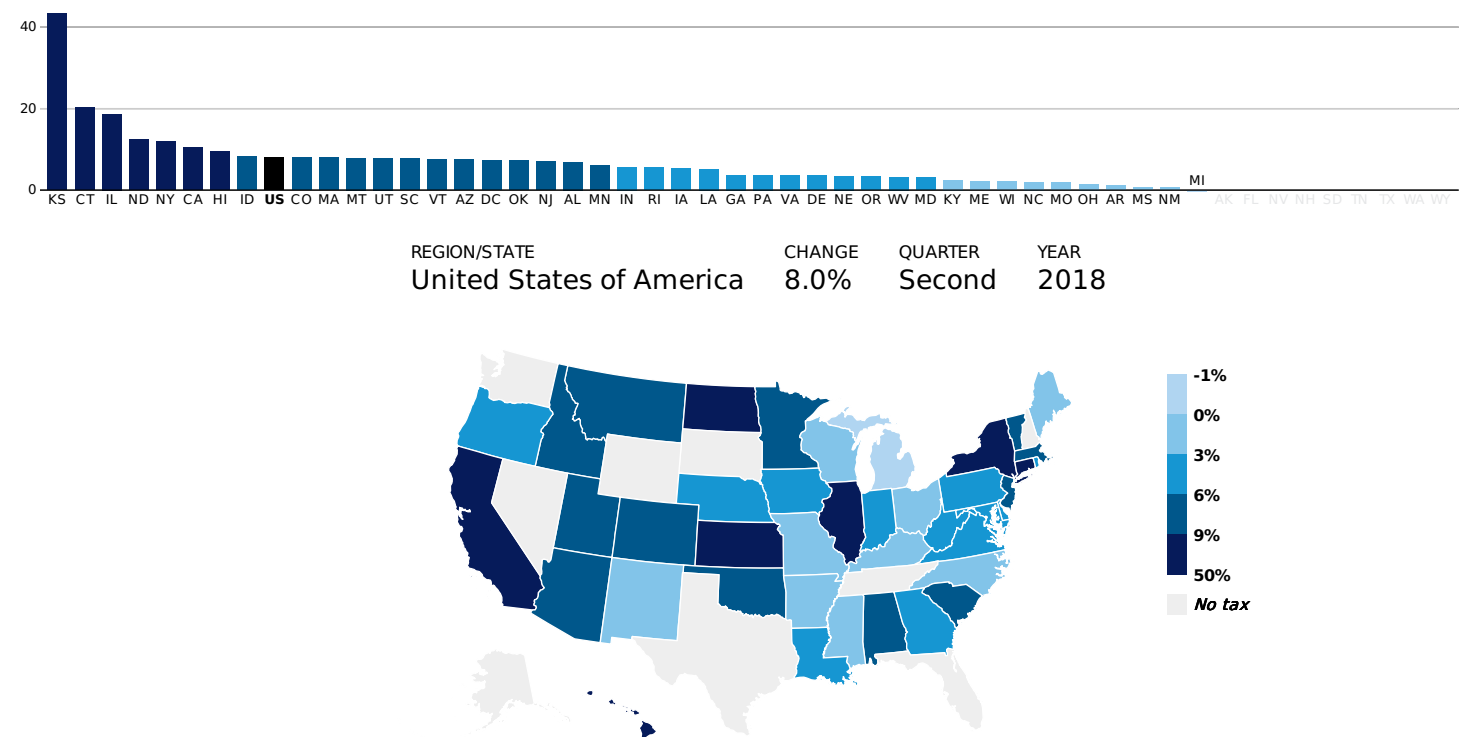 40
20
0
MI
KS CT IL ND NY CA HI ID US CO MA MT UT SC VT AZ DC OK NJ AL MN IN RI IA LA GA PA VA DE NE OR WV MD KY ME WI NC MO OH AR MS NM AK FL NV NH SD TN TX WA WY
REGION/STATE CHANGE QUARTER YEAR
United States of America 8.0% Second 2018
-1%
0%
3%
6%
9%
50%
No tax